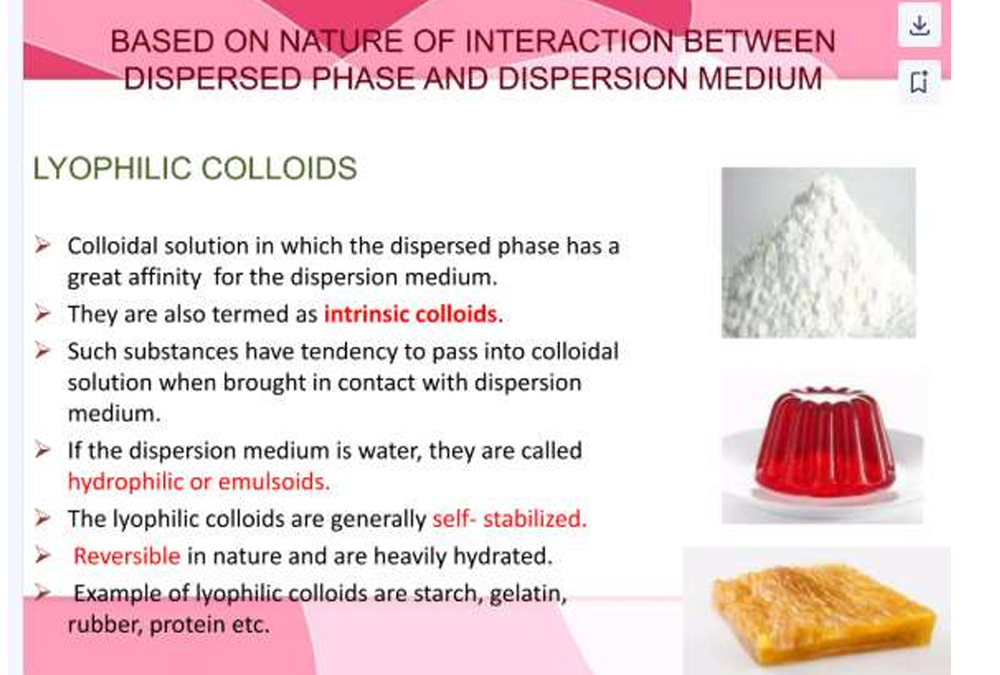 BASED ON NATURE OF INTERACTION BETWEEN
DISPERSED PHASE AND DISPERSION MEDIUM
LYOPHILIC COLLOIDS
➢ Colloidal solution in which the dispersed phase has a
great affinity for the dispersion medium.
➢ They are also termed as intrinsic colloids.
➢ Such substances have tendency to pass into colloidal
solution when brought in contact with dispersion
medium.
➢ If the dispersion medium is water, they are called
hydrophilic or emulsoids.
➢ The lyophilic colloids are generally self- stabilized.
➢ Reversible in nature and are heavily hydrated.
➢ Example of lyophilic colloids are starch, gelatin,
rubber, protein etc.